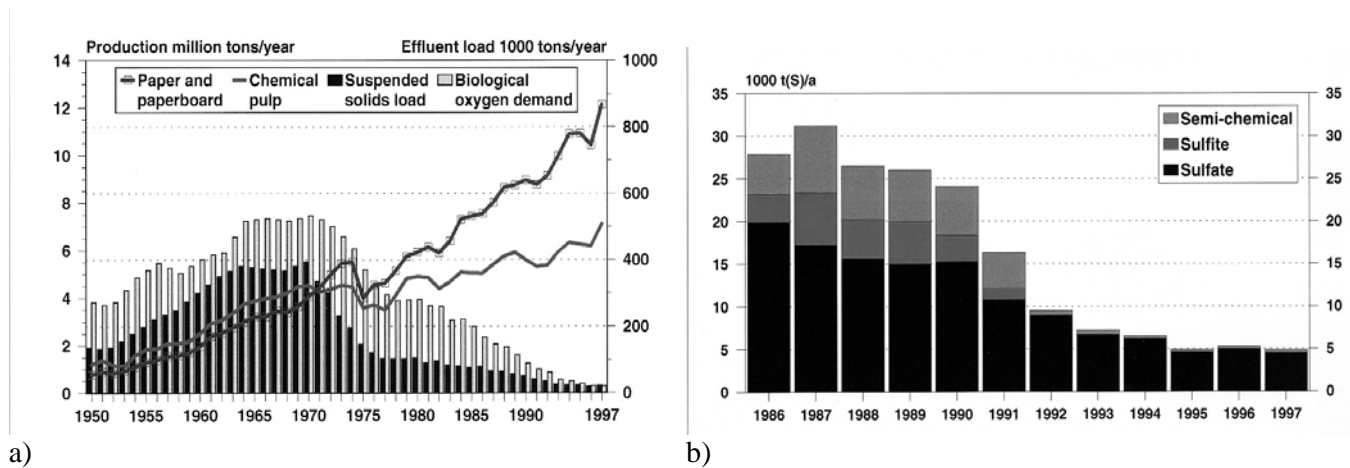 Production million tons/year Effluent load 1000 tons/year
14 1000
Paper and paperboard
Chemical pulp
Suspended solids load
Biological oxygen demand
12
800
10
8
600
6
400
4
200
2
0 0
1950 1955 1960 1965 1970 1975 1980 1985 1990 1997
a)
1000 t(S)/a
35 35
Semi-chemical
Sulfite
Sulfate
30 30
25 25
20 20
15 15
10 10
5 5
0 0
1986 1987 1988 1989 1990 1991 1992 1993 1994 1995 1996 1997
b)